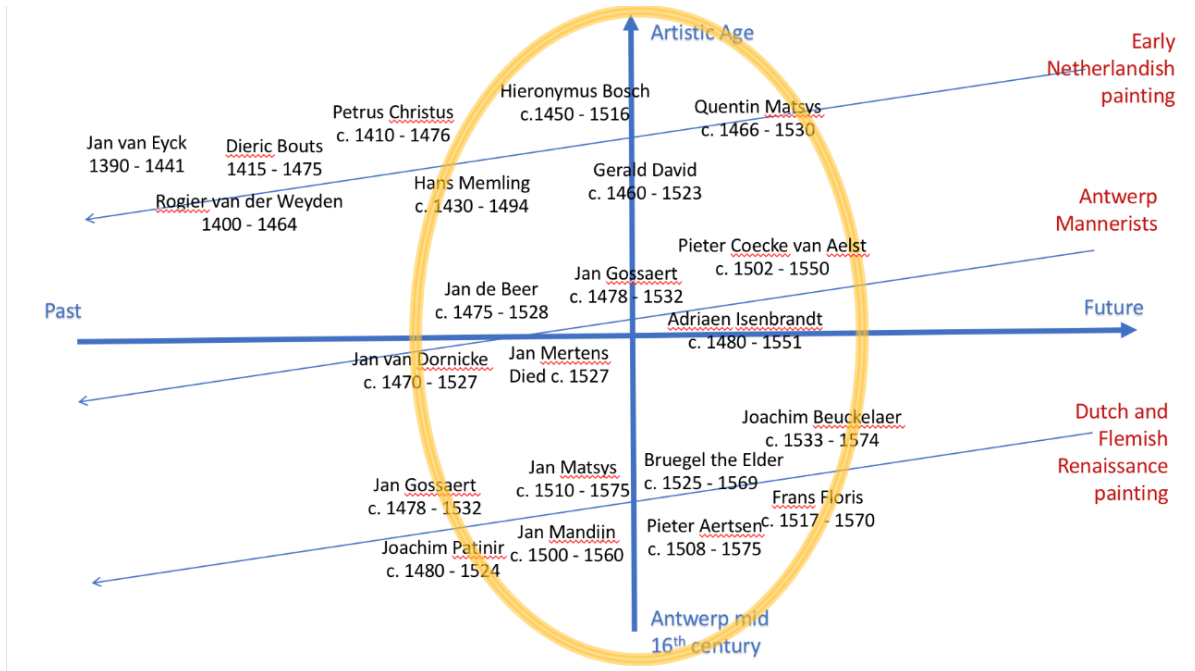 Artistic Age
Early
Netherlandish
painting
Hieronymus Bosch
c.1450 - 1516
Quentin Matsys
c. 1466 - 1530
Petrus Christus
c. 1410 - 1476
Jan van Eyck
1390 - 1441
Dieric Bouts
1415 - 1475
Gerald David
c. 1460 - 1523
Hans Memling
c. 1430 - 1494
Rogier van der Weyden
1400 - 1464
Antwerp
Mannerists
Pieter Coecke van Aelst
c. 1502 - 1550
Jan Gossaert
c. 1478 - 1532
Jan de Beer
c. 1475 - 1528
Past
Future
Adriaen Isenbrandt
c. 1480 - 1551
Jan van Dornicke
c. 1470 - 1527
Jan Mertens
Died c. 1527
Joachim Beuckelaer
c. 1533 - 1574
Dutch and
Flemish
Renaissance
painting
Bruegel the Elder
c. 1525 - 1569
Jan Matsys
c. 1510 - 1575
Jan Gossaert
c. 1478 - 1532
Frans Floris
c. 1517 - 1570
Jan Mandiin
c. 1500 - 1560
Pieter Aertsen
c. 1508 - 1575
Joachim Patinir
c. 1480 - 1524
Antwerp mid
16th century